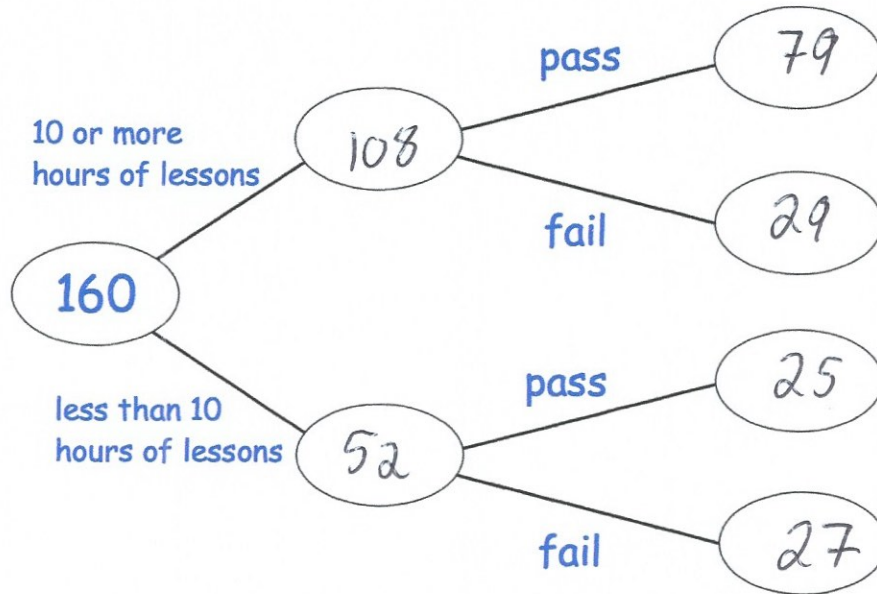 pass
79
10 or more
hours of lessons
108
fail
29
160
less than 10
hours of lessons
52
pass
25
fail
27